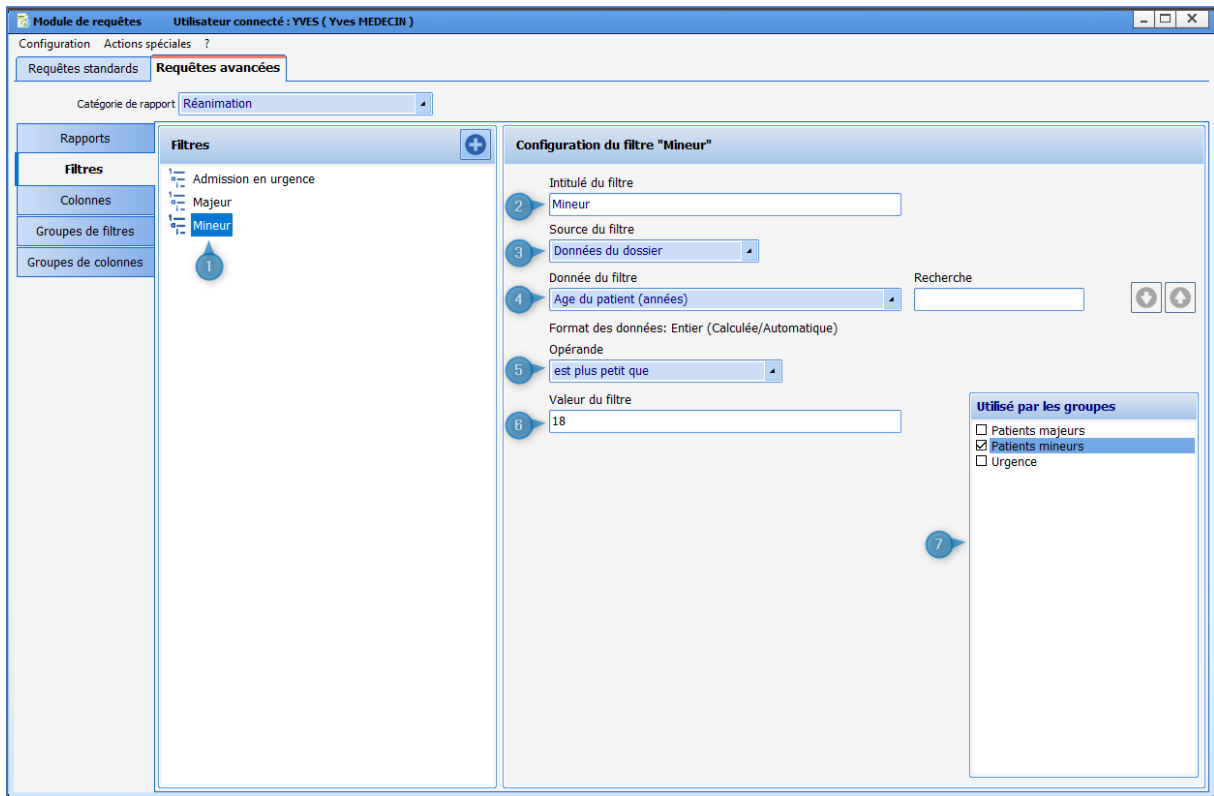 Module de requêtes Utilisateur connecté : YVES ( Yves MEDECIN )
Configuration Actions spéciales ?
Requêtes standards Requêtes avancées
Catégorie de rapport Réanimation
Rapports
Filtres
Colonnes
Groupes de filtres
Groupes de colonnes
Filtres
Admission en urgence
Majeur
Mineur
1
Configuration du filtre "Mineur"
Intitulé du filtre
2 Mineur
Source du filtre
3 Données du dossier
Donnée du filtre Recherche
4 Age du patient (années)
Format des données: Entier (Calculée/Automatique)
Opérande
5 est plus petit que
Valeur du filtre
6 18
Utilisé par les groupes
Patients majeurs
Patients mineurs
Urgence
7